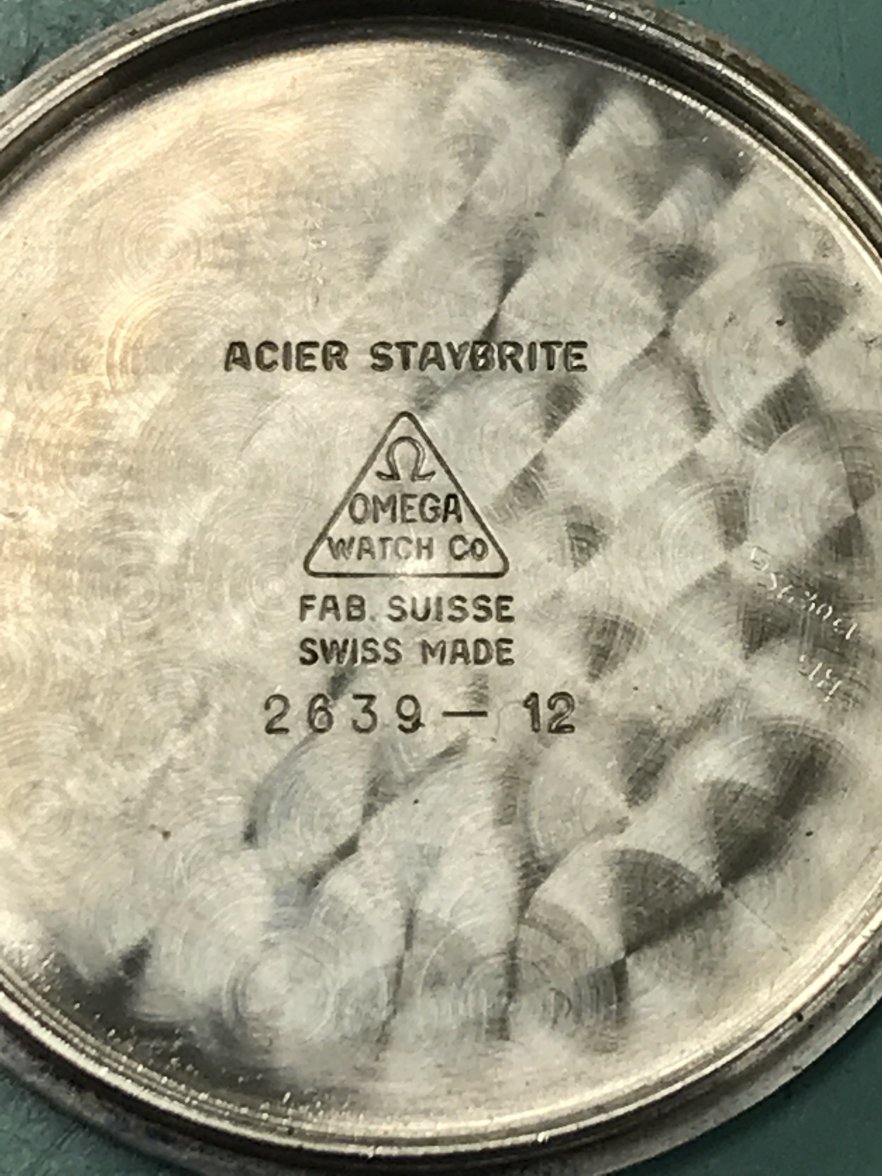 ACIER STAYBRITE
Ω
OMEGA
WATCH Co
FAB. SUISSE
SWISS MADE
2639 — 12